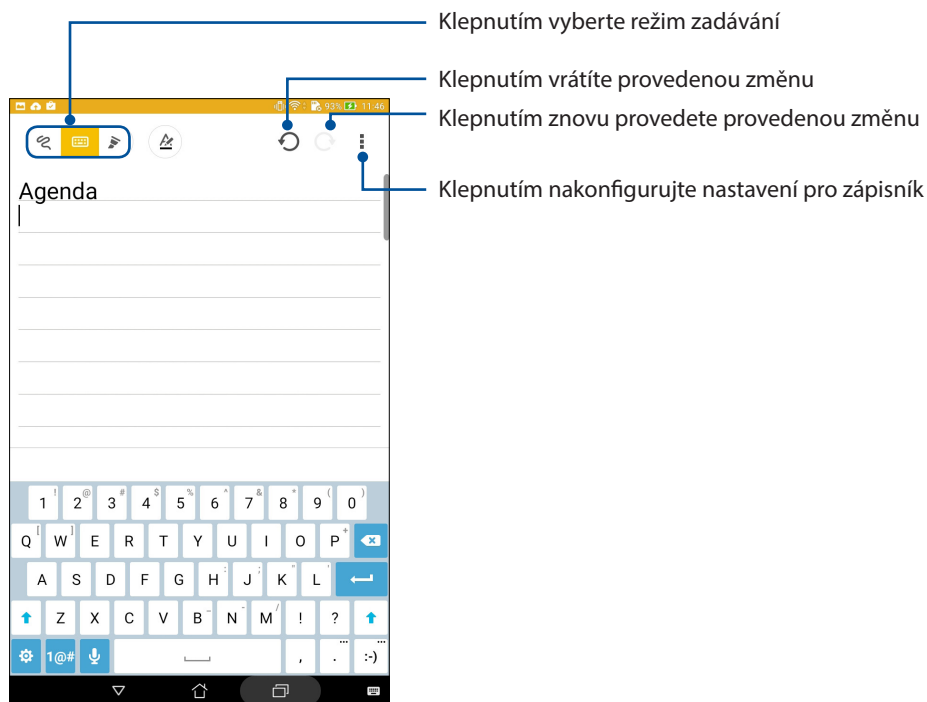 Klepnutím vyberte režim zadávání
Klepnutím vrátíte provedenou změnu
93% 11:46
Klepnutím znovu provedete provedenou změnu
Klepnutím nakonfigurujte nastavení pro zápisník
Agenda
1 ! 2 @ 3 # 4 $ 5 % 6 ^ 7 & 8 * 9 ( 0 )
Q [ W ] E R T Y U I O P +
A S D F G H : J ; K " L '
Z X C V B _ N - M / ! ?
1@# , . ... :-) ...